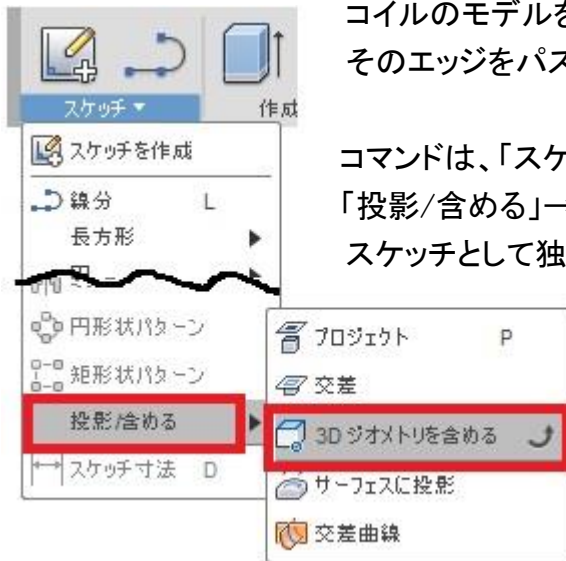 コイルのモデルを
そのエッジをパス
スケッチ▼
作成
スケッチを作成
コマンドは、「スケ
線分 L
「投影/含める」ー
長方形
スケッチとして独
円形状パターン
プロジェクト P
矩形状パターン
交差
投影/含める
3D ジオメトリを含める
スケッチ寸法 D
サーフェスに投影
交差曲線